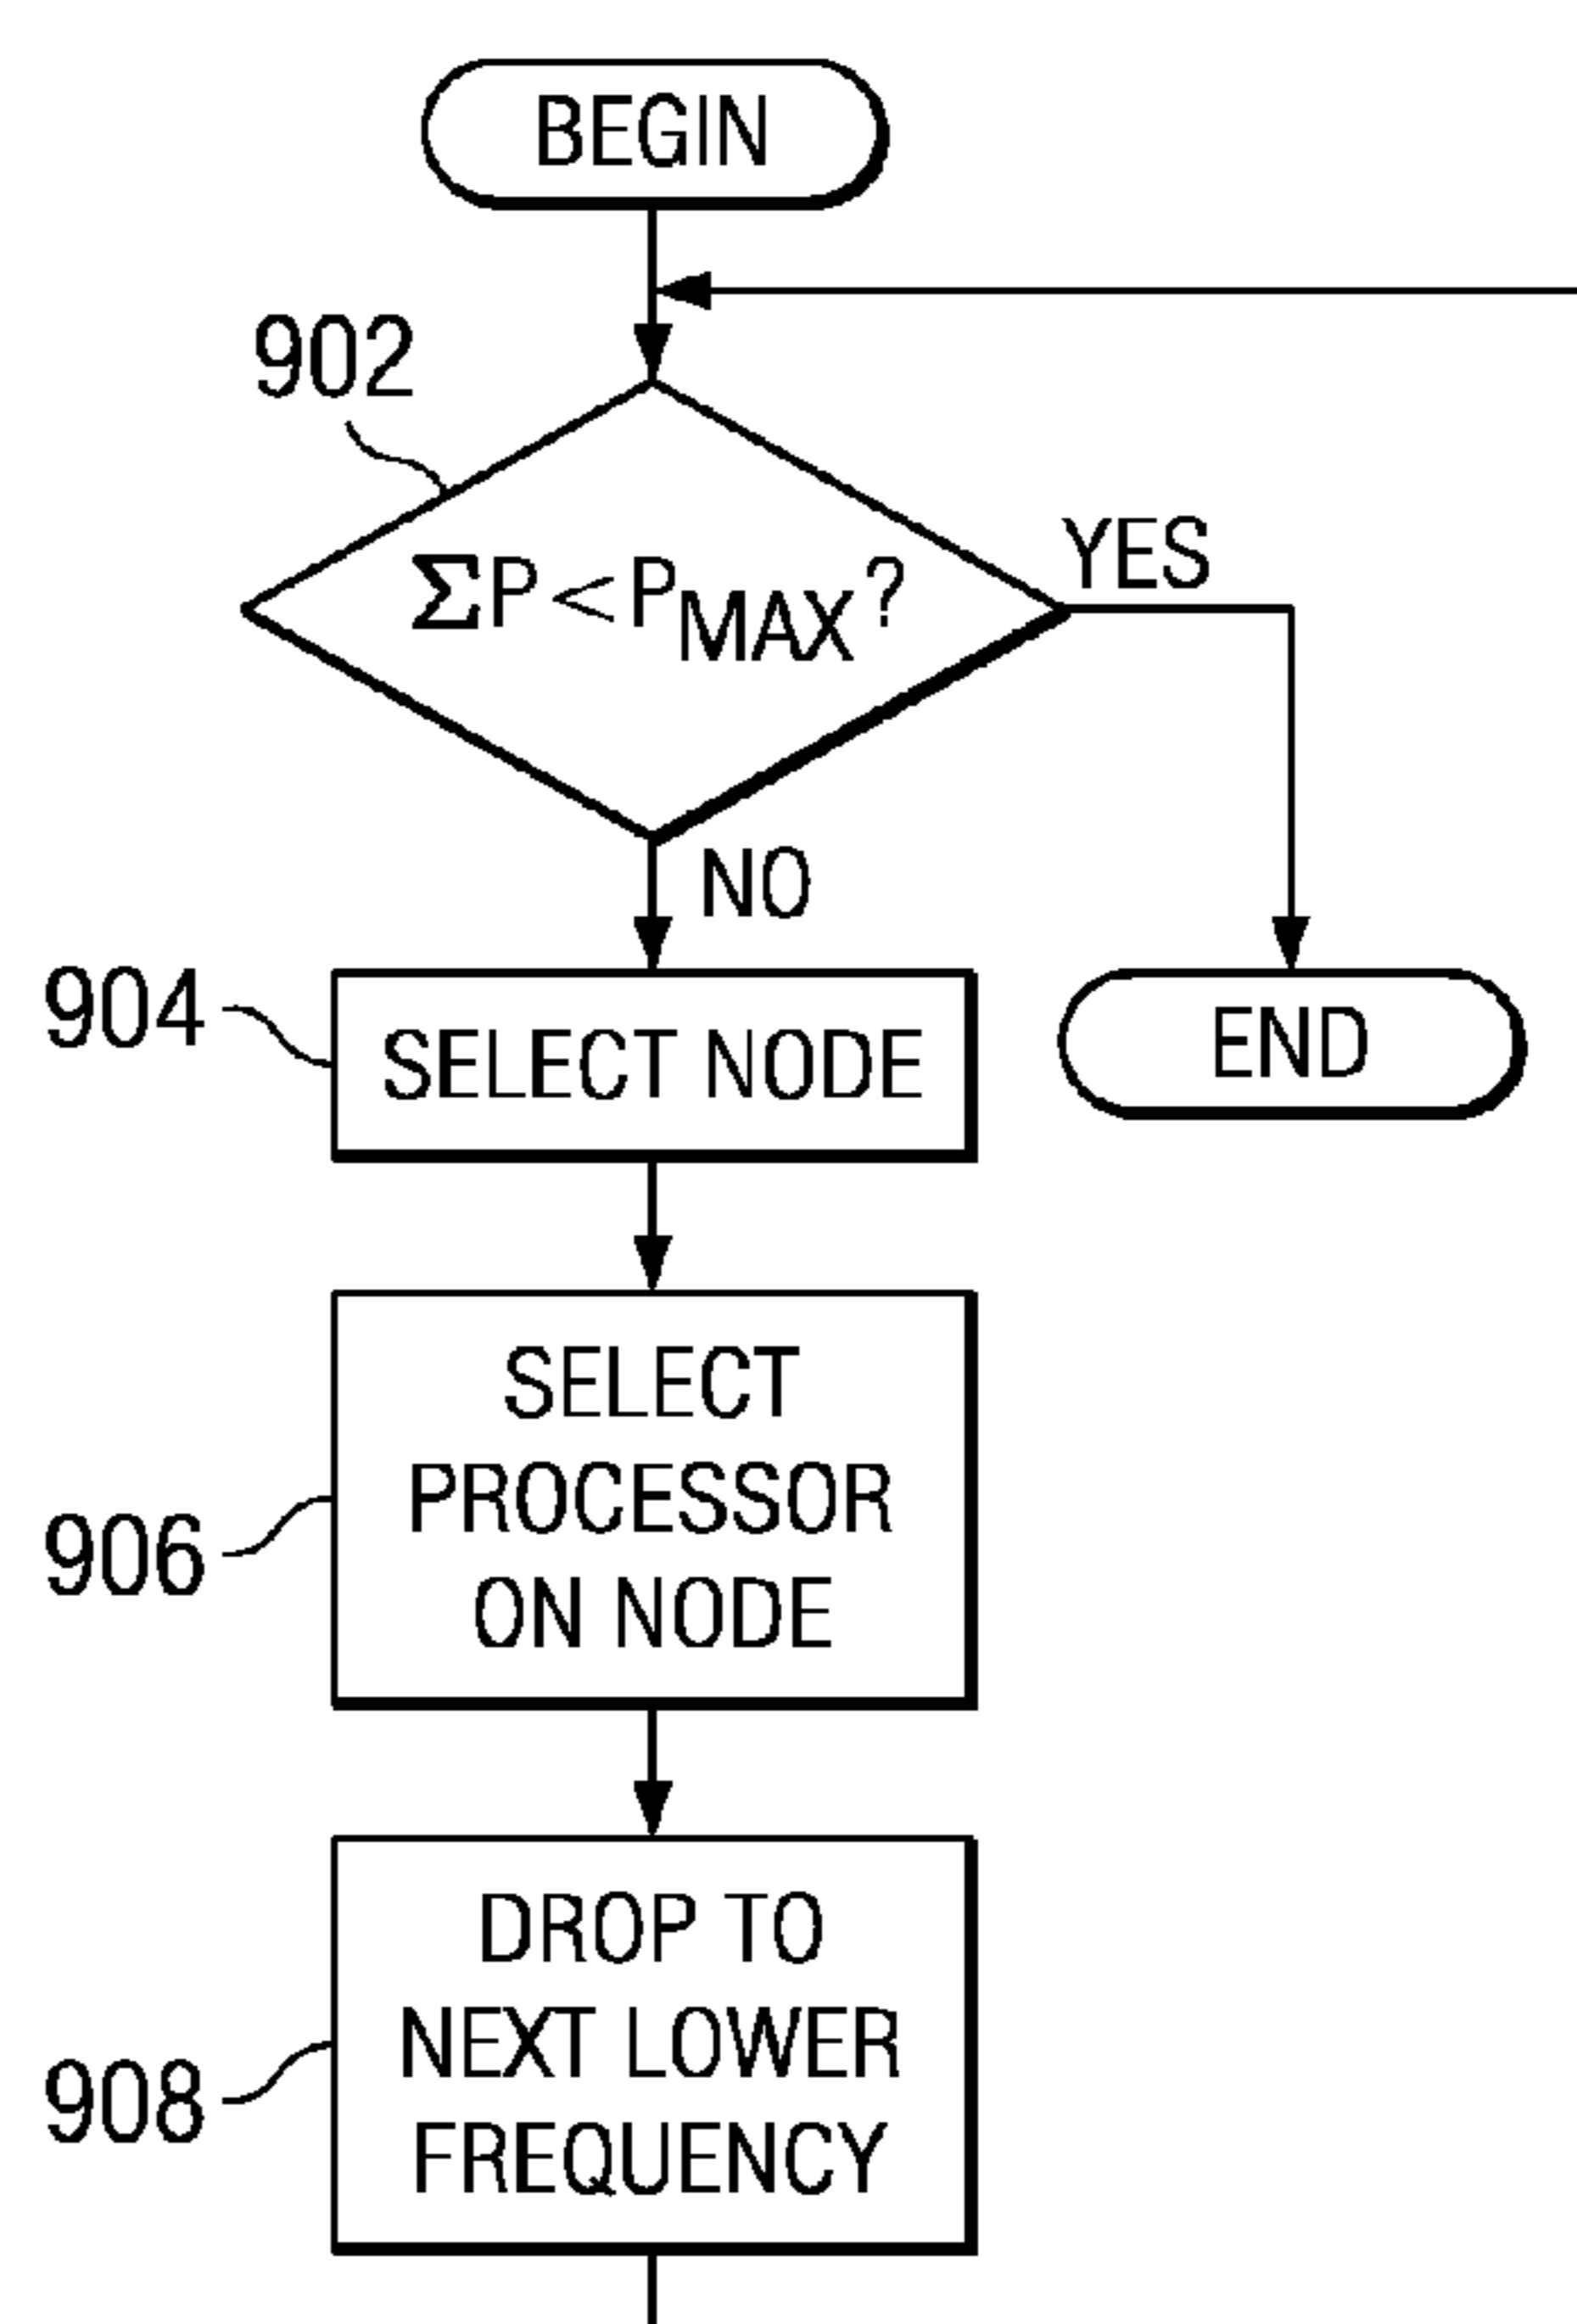 BEGIN
902
ΣP<PMAX?
YES
NO
904
SELECT NODE
END
SELECT
PROCESSOR
ON NODE
906
DROP TO
NEXT LOWER
FREQUENCY
908